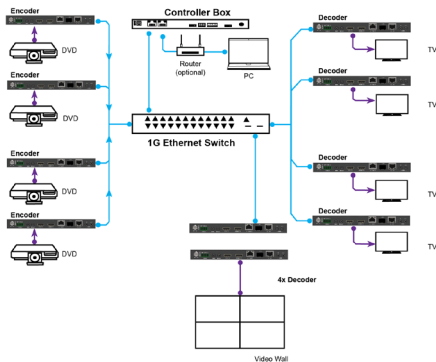 Encoder
DVD
Encoder
DVD
Encoder
DVD
Encoder
DVD
Controller Box
Router
(optional)
PC
1G Ethernet Switch
Decoder
TV
Decoder
TV
Decoder
TV
Decoder
TV
4x Decoder
Video Wall